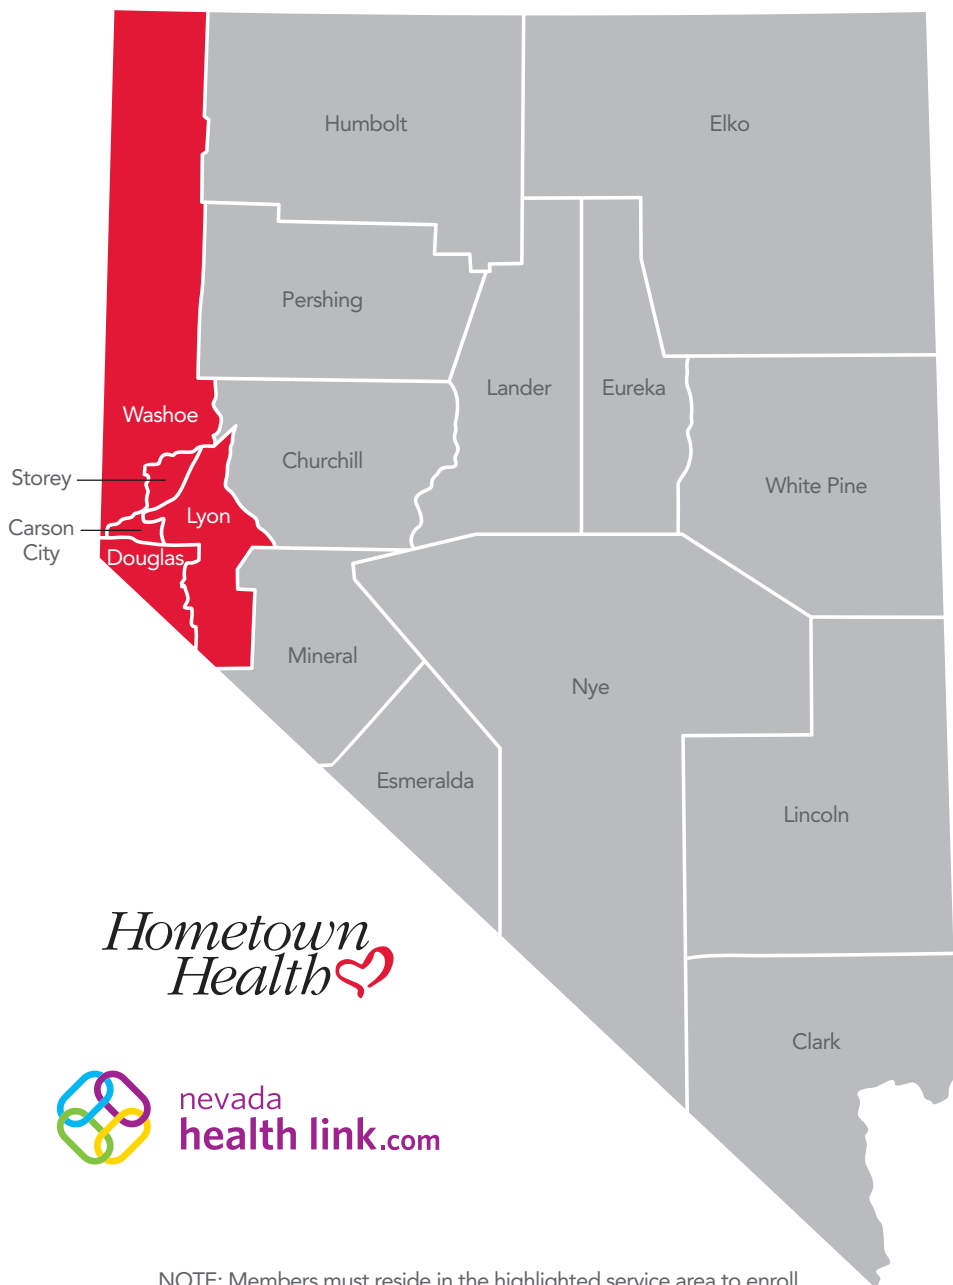 Humbolt
Elko
Pershing
Lander
Eureka
Washoe
Churchill
Storey
White Pine
Lyon
Carson
City
Douglas
Mineral
Nye
Esmeralda
Lincoln
Hometown
Health
Clark
nevada
health link.com
NOTE: Members must reside in the highlighted service area to enroll